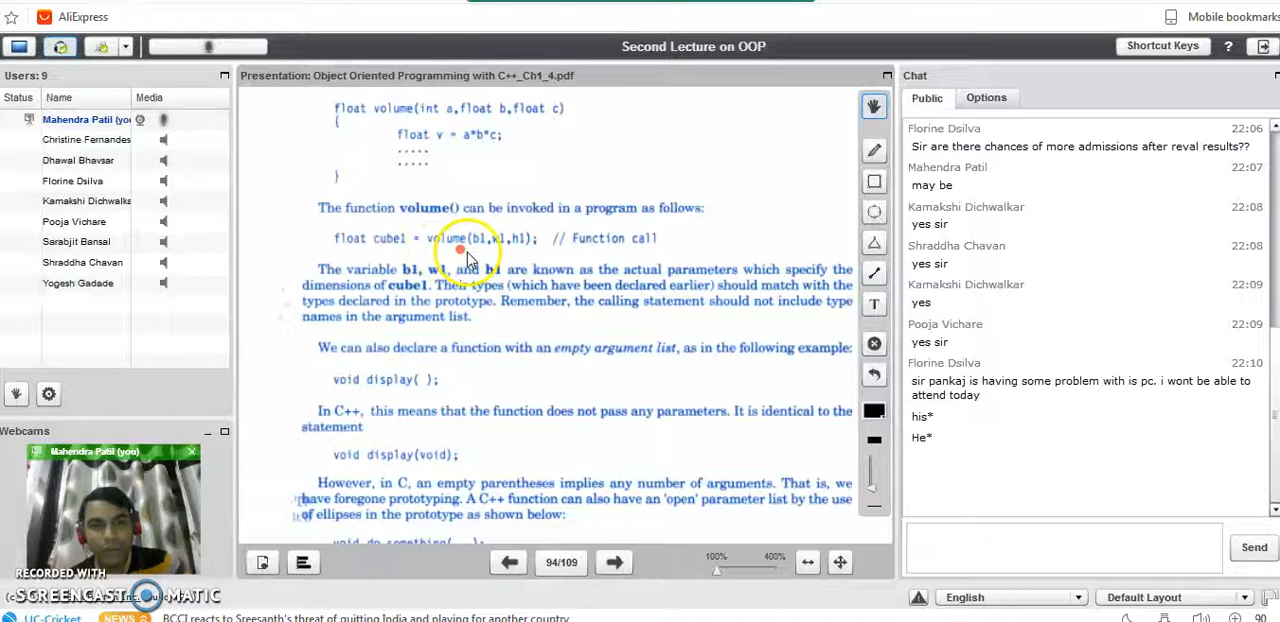 AliExpress
Mobile bookmarks
Second Lecture on OOP
Shortcut Keys
?
Users: 9
Status Name Media
Mahendra Patil (you)
Christine Fernandes
Dhawal Bhavsar
Florine Dsilva
Kamakshi Dichwalka
Pooja Vichare
Sarabjit Bansal
Shraddha Chavan
Yogesh Gadade
Webcams
Mahendra Patil (you)
RECORDED WITH
SCREENCAST MATIC
Presentation: Object Oriented Programming with C++_Ch1_4.pdf
float volume(int a,float b,float c)
{
float v = a*b*c;
.....
.....
}
The function volume() can be invoked in a program as follows:
float cube1 = volume(b1,w1,h1); // Function call
The variable b1, w1, and h1 are known as the actual parameters which specify the
dimensions of cube1. Their types (which have been declared earlier) should match with the
types declared in the prototype. Remember, the calling statement should not include type
names in the argument list.
We can also declare a function with an empty argument list, as in the following example:
void display( );
In C++, this means that the function does not pass any parameters. It is identical to the
statement
void display(void);
However, in C, an empty parentheses implies any number of arguments. That is, we
have foregone prototyping. A C++ function can also have an 'open' parameter list by the use
of ellipses in the prototype as shown below:
void do_something(...);
T
94/109
100% 400%
Chat
Public Options
Florine Dsilva 22:06
Sir are there chances of more admissions after reval results??
Mahendra Patil 22:07
may be
Kamakshi Dichwalkar 22:08
yes sir
Shraddha Chavan 22:08
yes sir
Kamakshi Dichwalkar 22:09
yes
Pooja Vichare 22:09
yes sir
Florine Dsilva 22:10
sir pankaj is having some problem with is pc. i wont be able to
attend today
his*
He*
Send
English
Default Layout
UC-Cricket NEWS BCCI reacts to Sreesanth's threat of quitting India and playing for another country
90